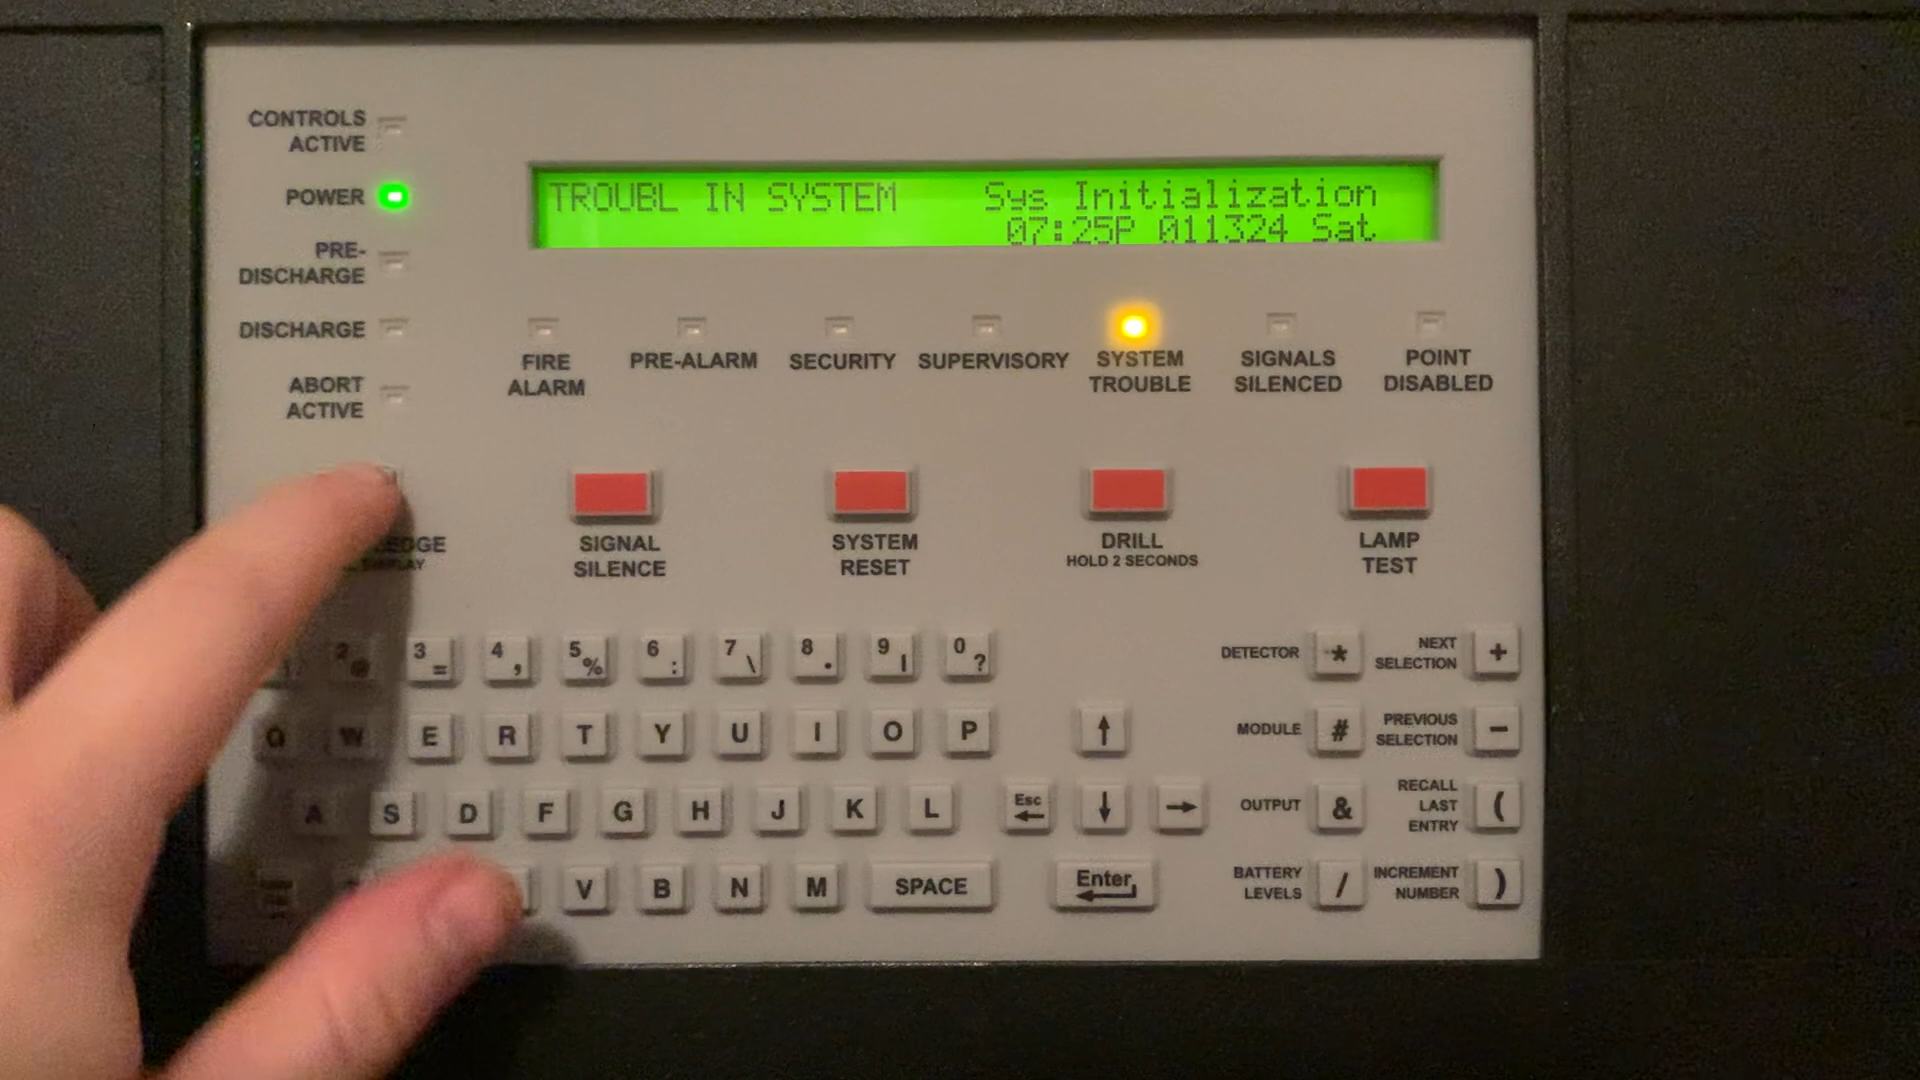 CONTROLS
ACTIVE
POWER
TROUBL IN SYSTEM Sys Initialization
07:25P 011324 Sat
PRE-
DISCHARGE
DISCHARGE
ABORT
ACTIVE
FIRE
ALARM
PRE-ALARM
SECURITY
SUPERVISORY
SYSTEM
TROUBLE
SIGNALS
SILENCED
POINT
DISABLED
SIGNAL
SILENCE
SYSTEM
RESET
DRILL
HOLD 2 SECONDS
LAMP
TEST
2 @ 3 = 4 , 5 % 6 : 7 \ 8 . 9 | 0 ?
DETECTOR *
NEXT
SELECTION +
Q W E R T Y U I O P ↑
MODULE #
PREVIOUS
SELECTION −
A S D F G H J K L
Esc ← ↓ →
OUTPUT &
RECALL
LAST
ENTRY (
V B N M SPACE Enter
BATTERY
LEVELS /
INCREMENT
NUMBER )